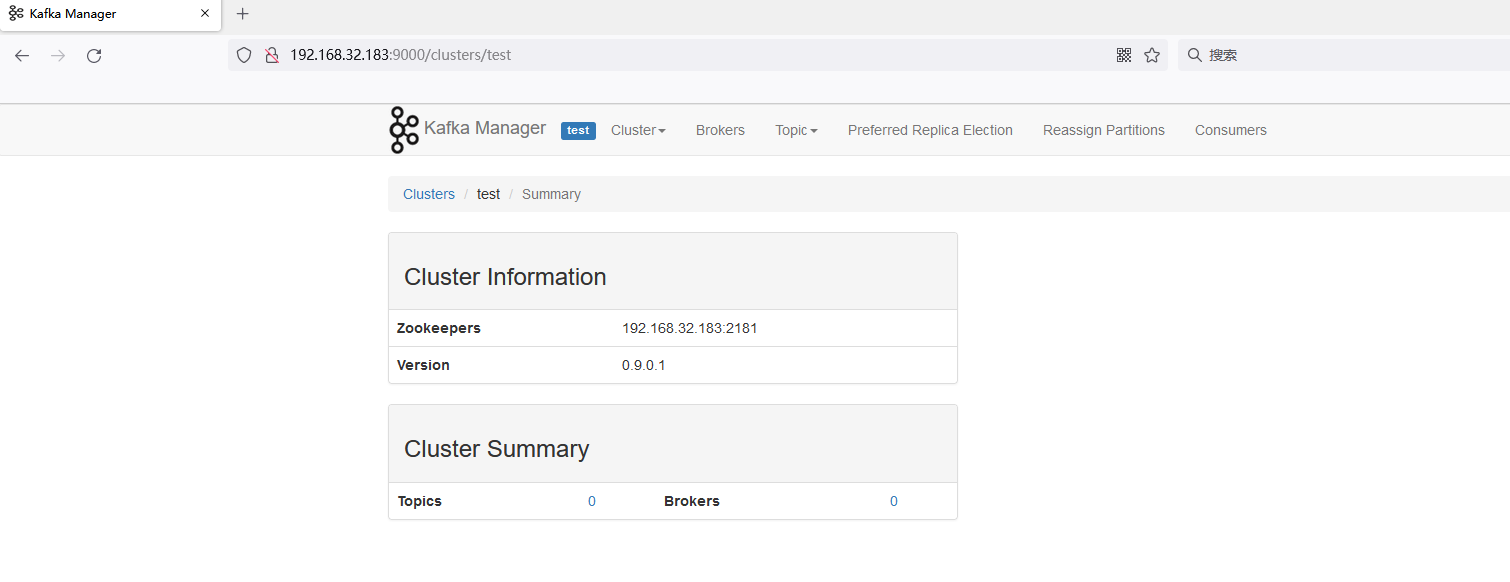 Kafka Manager
192.168.32.183:9000/clusters/test
搜索
Kafka Manager test Cluster Brokers Topic Preferred Replica Election Reassign Partitions Consumers
Clusters / test / Summary
Cluster Information
Zookeepers 192.168.32.183:2181
Version 0.9.0.1
Cluster Summary
Topics 0 Brokers 0